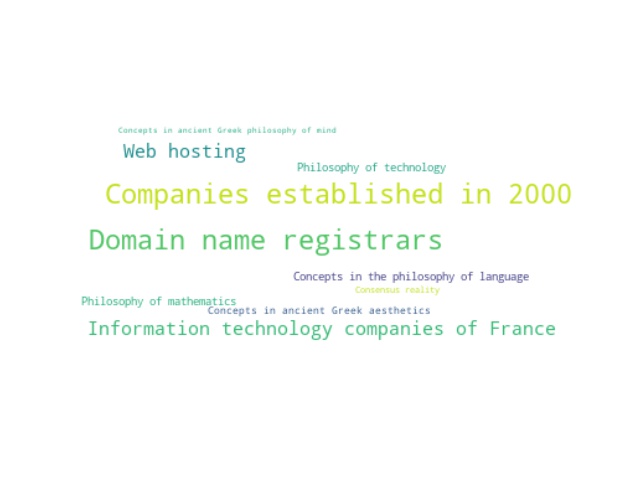 Concepts in ancient Greek philosophy of mind
Web hosting
Philosophy of technology
Companies established in 2000
Domain name registrars
Concepts in the philosophy of language
Consensus reality
Philosophy of mathematics
Concepts in ancient Greek aesthetics
Information technology companies of France